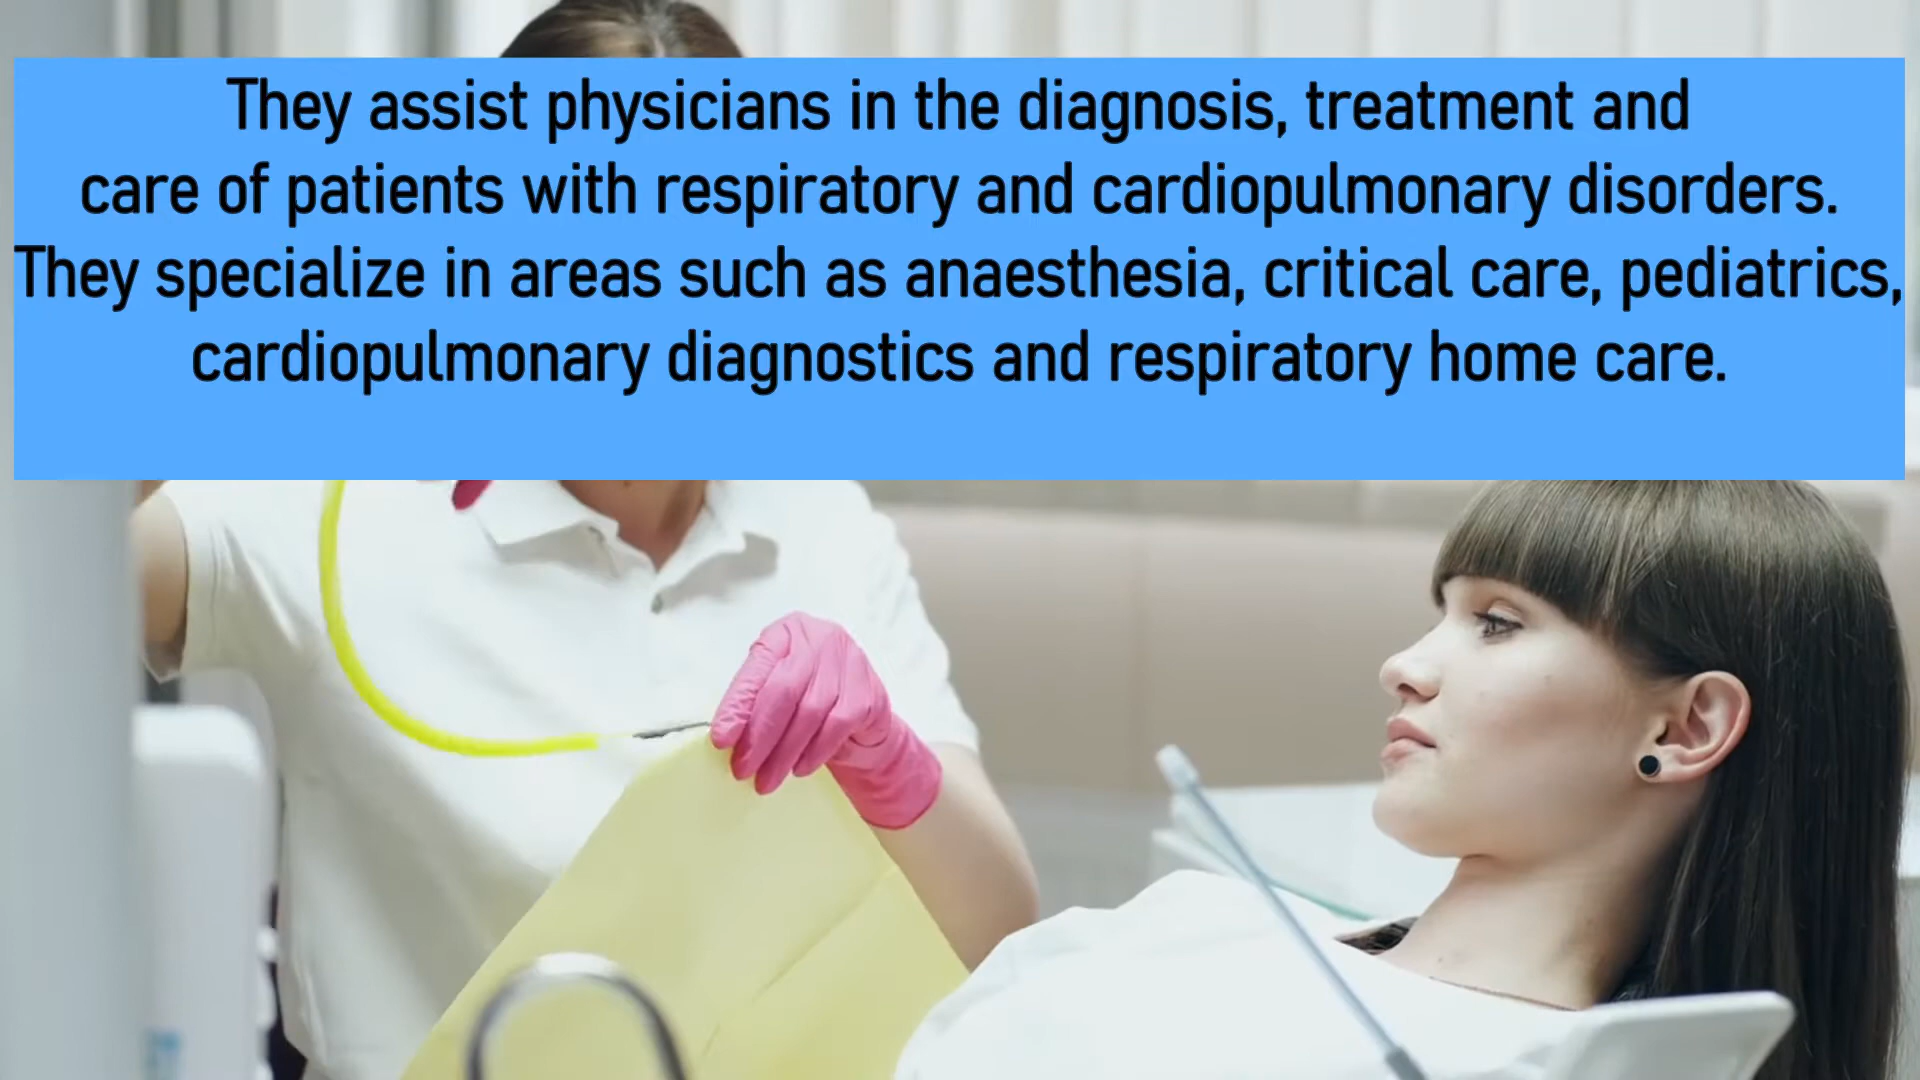 They assist physicians in the diagnosis, treatment and
care of patients with respiratory and cardiopulmonary disorders.
They specialize in areas such as anaesthesia, critical care, pediatrics,
cardiopulmonary diagnostics and respiratory home care.